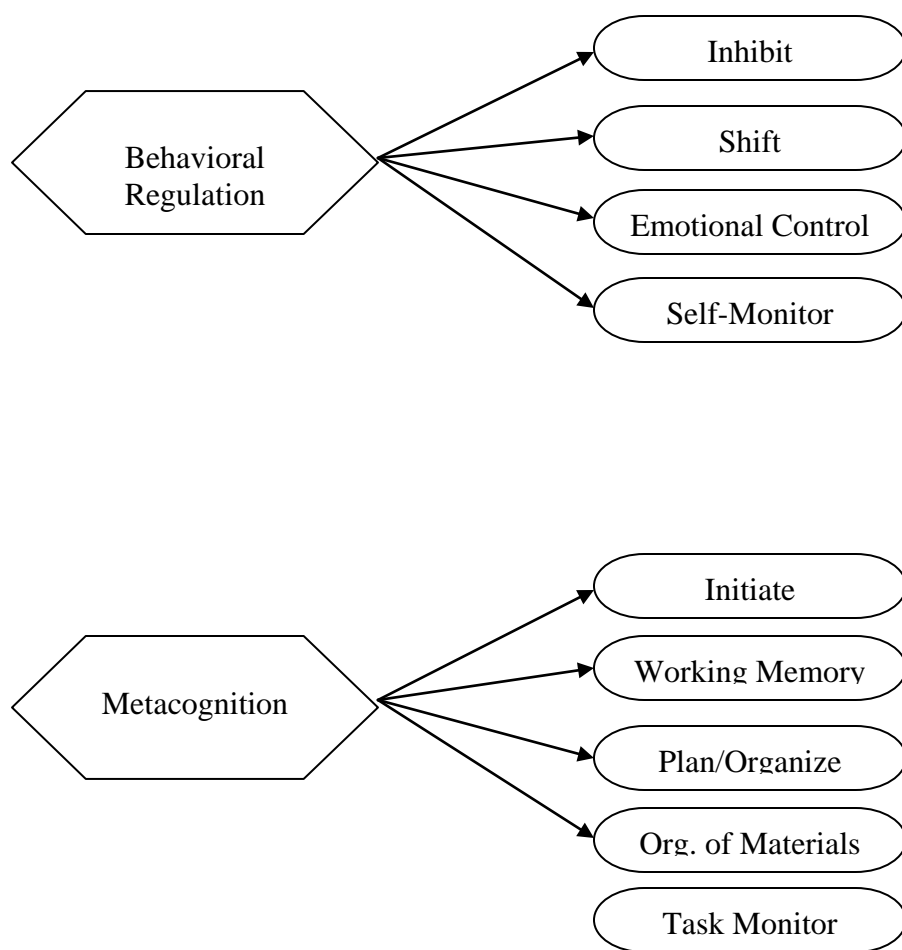 Inhibit
Shift
Behavioral
Regulation
Emotional Control
Self-Monitor
Initiate
Working Memory
Metacognition
Plan/Organize
Org. of Materials
Task Monitor